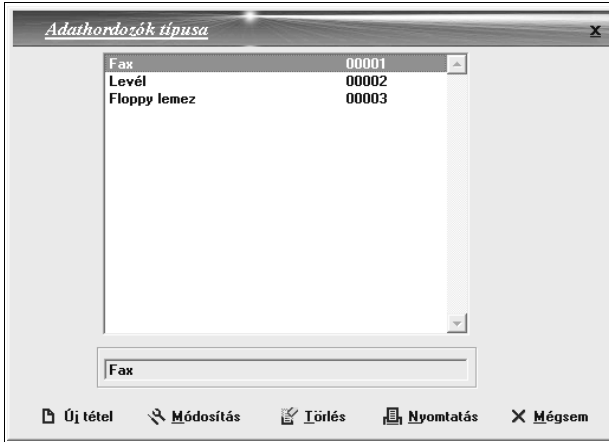 Adathordozók típusa x
Fax 00001
Levél 00002
Floppy lemez 00003
Fax
Új tétel Módosítás Törlés Nyomtatás Mégsem